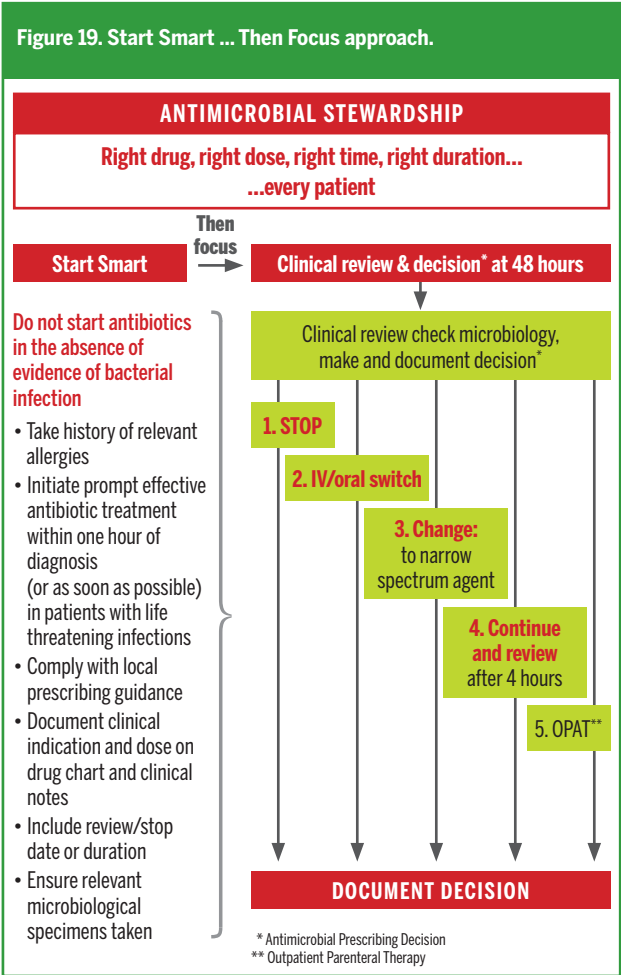 Figure 19. Start Smart ... Then Focus approach.
ANTIMICROBIAL STEWARDSHIP
Right drug, right dose, right time, right duration...
...every patient
Start Smart
Then
focus
Clinical review & decision* at 48 hours
Do not start antibiotics
in the absence of
evidence of bacterial
infection
• Take history of relevant
allergies
• Initiate prompt effective
antibiotic treatment
within one hour of
diagnosis
(or as soon as possible)
in patients with life
threatening infections
• Comply with local
prescribing guidance
• Document clinical
indication and dose on
drug chart and clinical
notes
• Include review/stop
date or duration
• Ensure relevant
microbiological
specimens taken
Clinical review check microbiology,
make and document decision*
1. STOP
2. IV/oral switch
3. Change:
to narrow
spectrum agent
4. Continue
and review
after 4 hours
5. OPAT**
DOCUMENT DECISION
* Antimicrobial Prescribing Decision
** Outpatient Parenteral Therapy